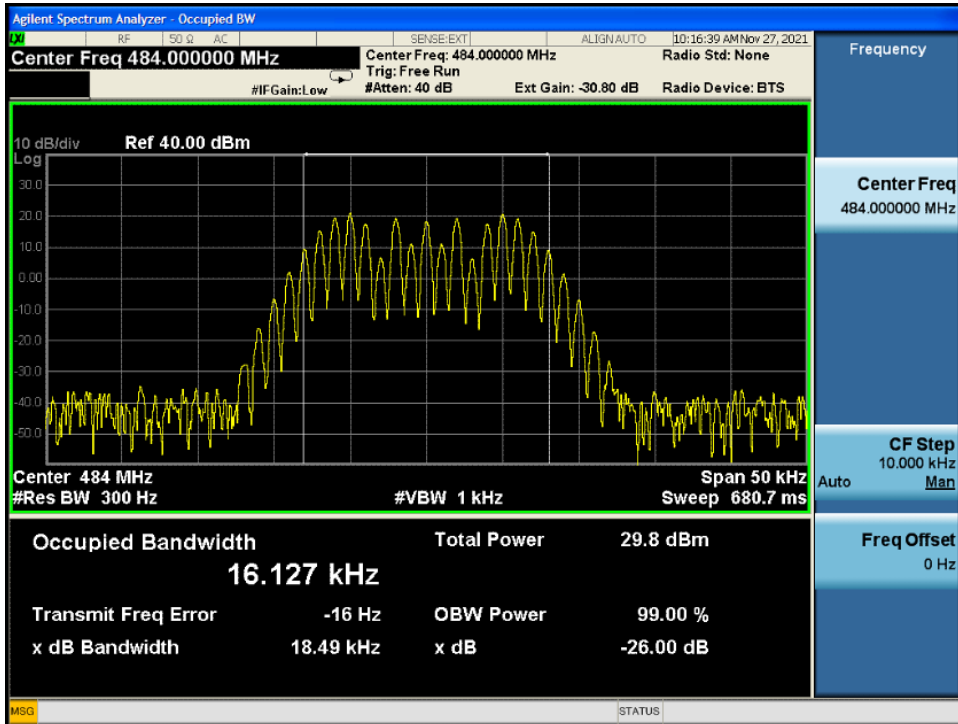 Agilent Spectrum Analyzer - Occupied BW
LXI RF 50 Ω AC SENSE:EXT ALIGN AUTO 10:16:39 AM Nov 27, 2021
Center Freq 484.000000 MHz
Center Freq: 484.000000 MHz Radio Std: None
Trig: Free Run
#IFGain:Low #Atten: 40 dB Ext Gain: -30.80 dB Radio Device: BTS
Frequency
10 dB/div Ref 40.00 dBm
Log
30.0
20.0
10.0
0.00
-10.0
-20.0
-30.0
-40.0
-50.0
Center 484 MHz Span 50 kHz
#Res BW 300 Hz #VBW 1 kHz Sweep 680.7 ms
Occupied Bandwidth Total Power 29.8 dBm
16.127 kHz
Transmit Freq Error -16 Hz OBW Power 99.00 %
x dB Bandwidth 18.49 kHz x dB -26.00 dB
Center Freq
484.000000 MHz
CF Step
10.000 kHz
Auto Man
Freq Offset
0 Hz
MSG STATUS